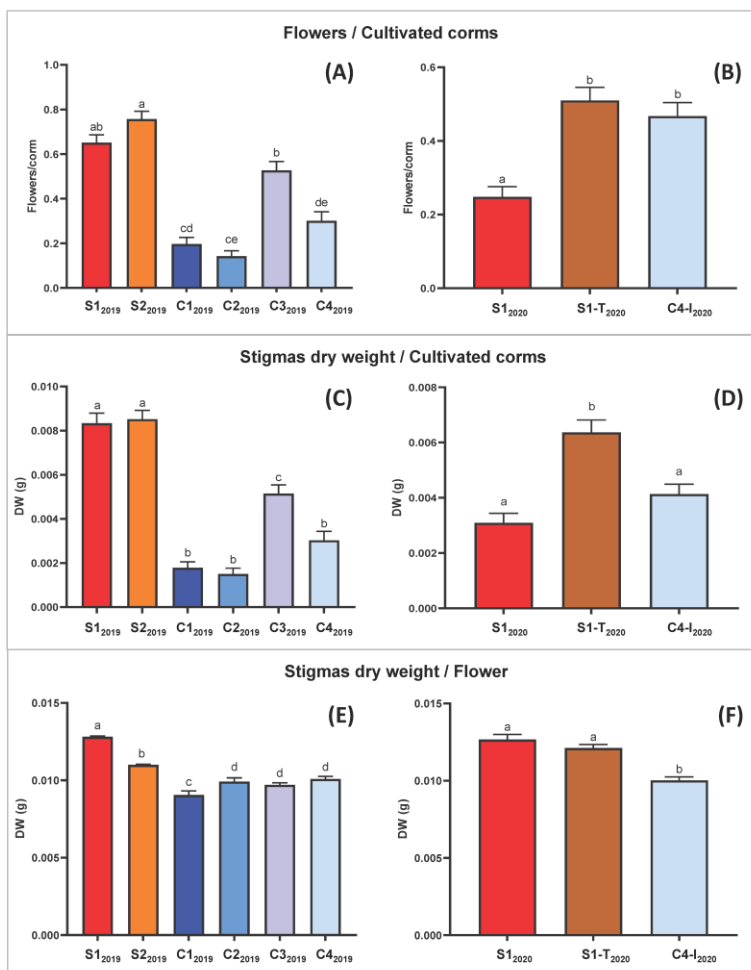 Flowers / Cultivated corms
(A)
Flowers/corm
1.0
0.8
0.6
0.4
0.2
0.0
ab
a
cd
ce
b
de
S1₂₀₁₉ S2₂₀₁₉ C1₂₀₁₉ C2₂₀₁₉ C3₂₀₁₉ C4₂₀₁₉
(B)
Flowers/corm
0.6
0.4
0.2
0.0
a
b
b
S1₂₀₂₀ S1-T₂₀₂₀ C4-I₂₀₂₀
Stigmas dry weight / Cultivated corms
(C)
DW (g)
0.010
0.008
0.006
0.004
0.002
0.000
a
a
b
b
c
b
S1₂₀₁₉ S2₂₀₁₉ C1₂₀₁₉ C2₂₀₁₉ C3₂₀₁₉ C4₂₀₁₉
(D)
DW (g)
0.008
0.006
0.004
0.002
0.000
a
b
a
S1₂₀₂₀ S1-T₂₀₂₀ C4-I₂₀₂₀
Stigmas dry weight / Flower
(E)
DW (g)
0.015
0.010
0.005
0.000
a
b
c
d
d
d
S1₂₀₁₉ S2₂₀₁₉ C1₂₀₁₉ C2₂₀₁₉ C3₂₀₁₉ C4₂₀₁₉
(F)
DW (g)
0.015
0.010
0.005
0.000
a
a
b
S1₂₀₂₀ S1-T₂₀₂₀ C4-I₂₀₂₀